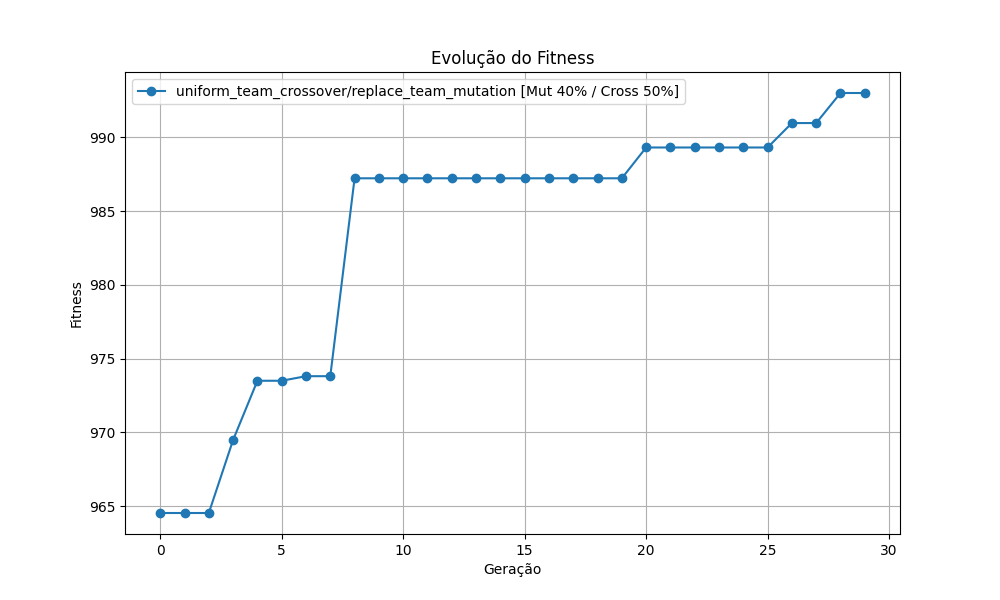 Evolução do Fitness
uniform_team_crossover/replace_team_mutation [Mut 40% / Cross 50%]
Fitness
990
985
980
975
970
965
0 5 10 15 20 25 30
Geração